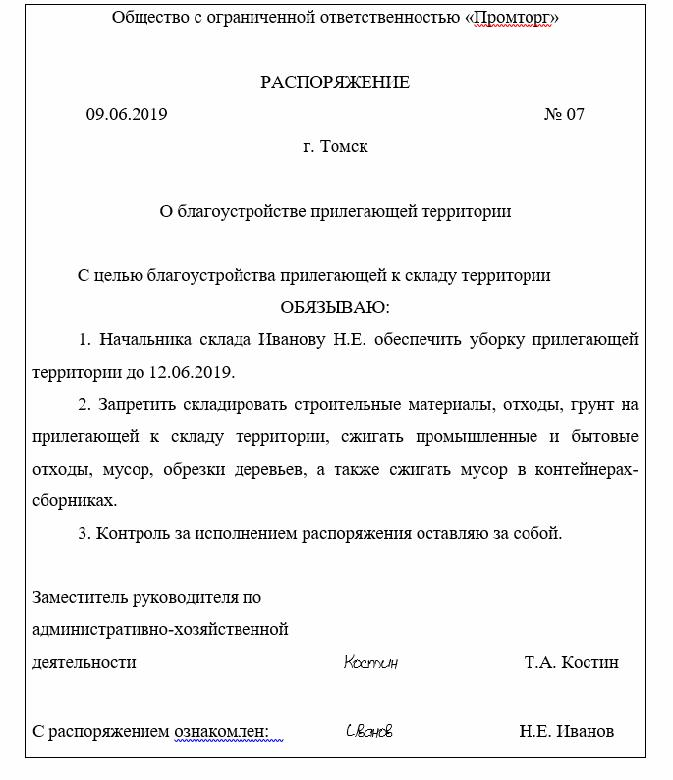 Общество с ограниченной ответственностью «Промторг»
РАСПОРЯЖЕНИЕ
09.06.2019 № 07
г. Томск
О благоустройстве прилегающей территории
С целью благоустройства прилегающей к складу территории
ОБЯЗЫВАЮ:
1. Начальника склада Иванову Н.Е. обеспечить уборку прилегающей
территории до 12.06.2019.
2. Запретить складировать строительные материалы, отходы, грунт на
прилегающей к складу территории, сжигать промышленные и бытовые
отходы, мусор, обрезки деревьев, а также сжигать мусор в контейнерах-
сборниках.
3. Контроль за исполнением распоряжения оставляю за собой.
Заместитель руководителя по
административно-хозяйственной
деятельности Костин Т.А. Костин
С распоряжением ознакомлен: Иванов Н.Е. Иванов